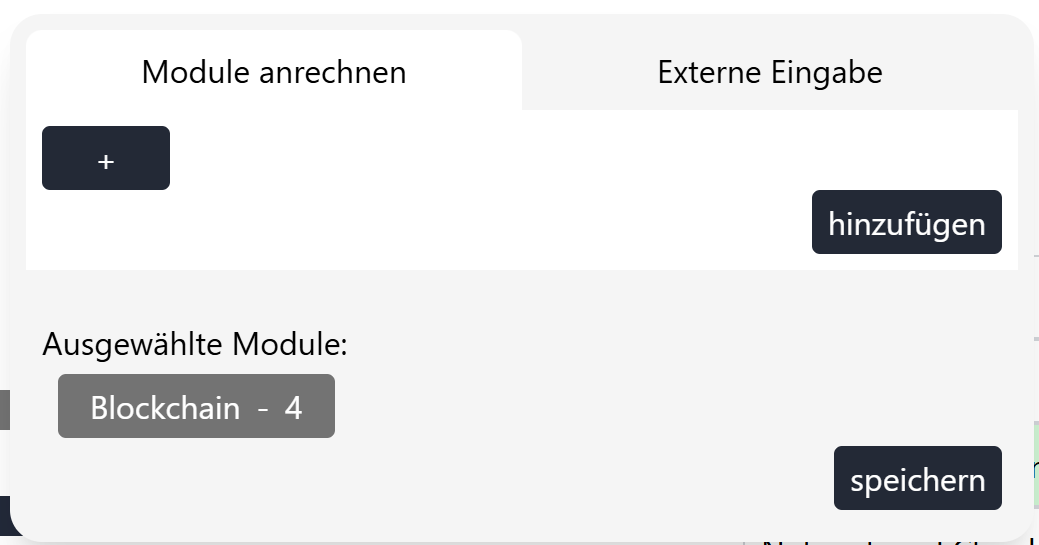 Module anrechnen
Externe Eingabe
+
hinzufügen
Ausgewählte Module:
Blockchain - 4
speichern